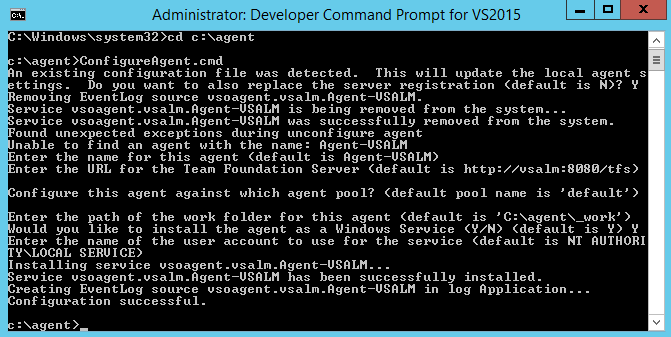 Administrator: Developer Command Prompt for VS2015
C:\Windows\system32>cd c:\agent
c:\agent>ConfigureAgent.cmd
An existing configuration file was detected.  This will update the local agent s
ettings.  Do you want to also replace the server registration (default is N)? Y
Removing EventLog source vsoagent.vsalm.Agent-VSALM.
Service vsoagent.vsalm.Agent-VSALM is being removed from the system...
Service vsoagent.vsalm.Agent-VSALM was successfully removed from the system.
Found unexpected exceptions during unconfigure agent
Unable to find an agent with the name: Agent-VSALM
Enter the name for this agent (default is Agent-VSALM)
Enter the URL for the Team Foundation Server (default is http://vsalm:8080/tfs)
Configure this agent against which agent pool? (default pool name is 'default')
Enter the path of the work folder for this agent (default is 'C:\agent\_work')
Would you like to install the agent as a Windows Service (Y/N) (default is Y) Y
Enter the name of the user account to use for the service (default is NT AUTHORI
TY\LOCAL SERVICE)
Installing service vsoagent.vsalm.Agent-VSALM...
Service vsoagent.vsalm.Agent-VSALM has been successfully installed.
Creating EventLog source vsoagent.vsalm.Agent-VSALM in log Application...
Configuration successful.
c:\agent>_